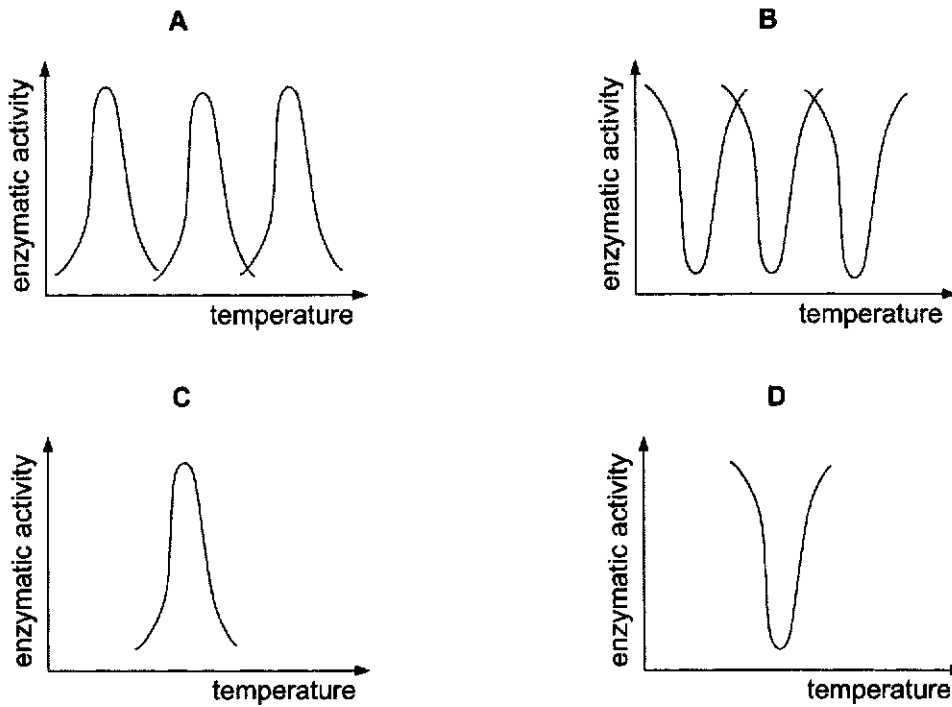 A
enzymatic activity
temperature
B
enzymatic activity
temperature
C
enzymatic activity
temperature
D
enzymatic activity
temperature